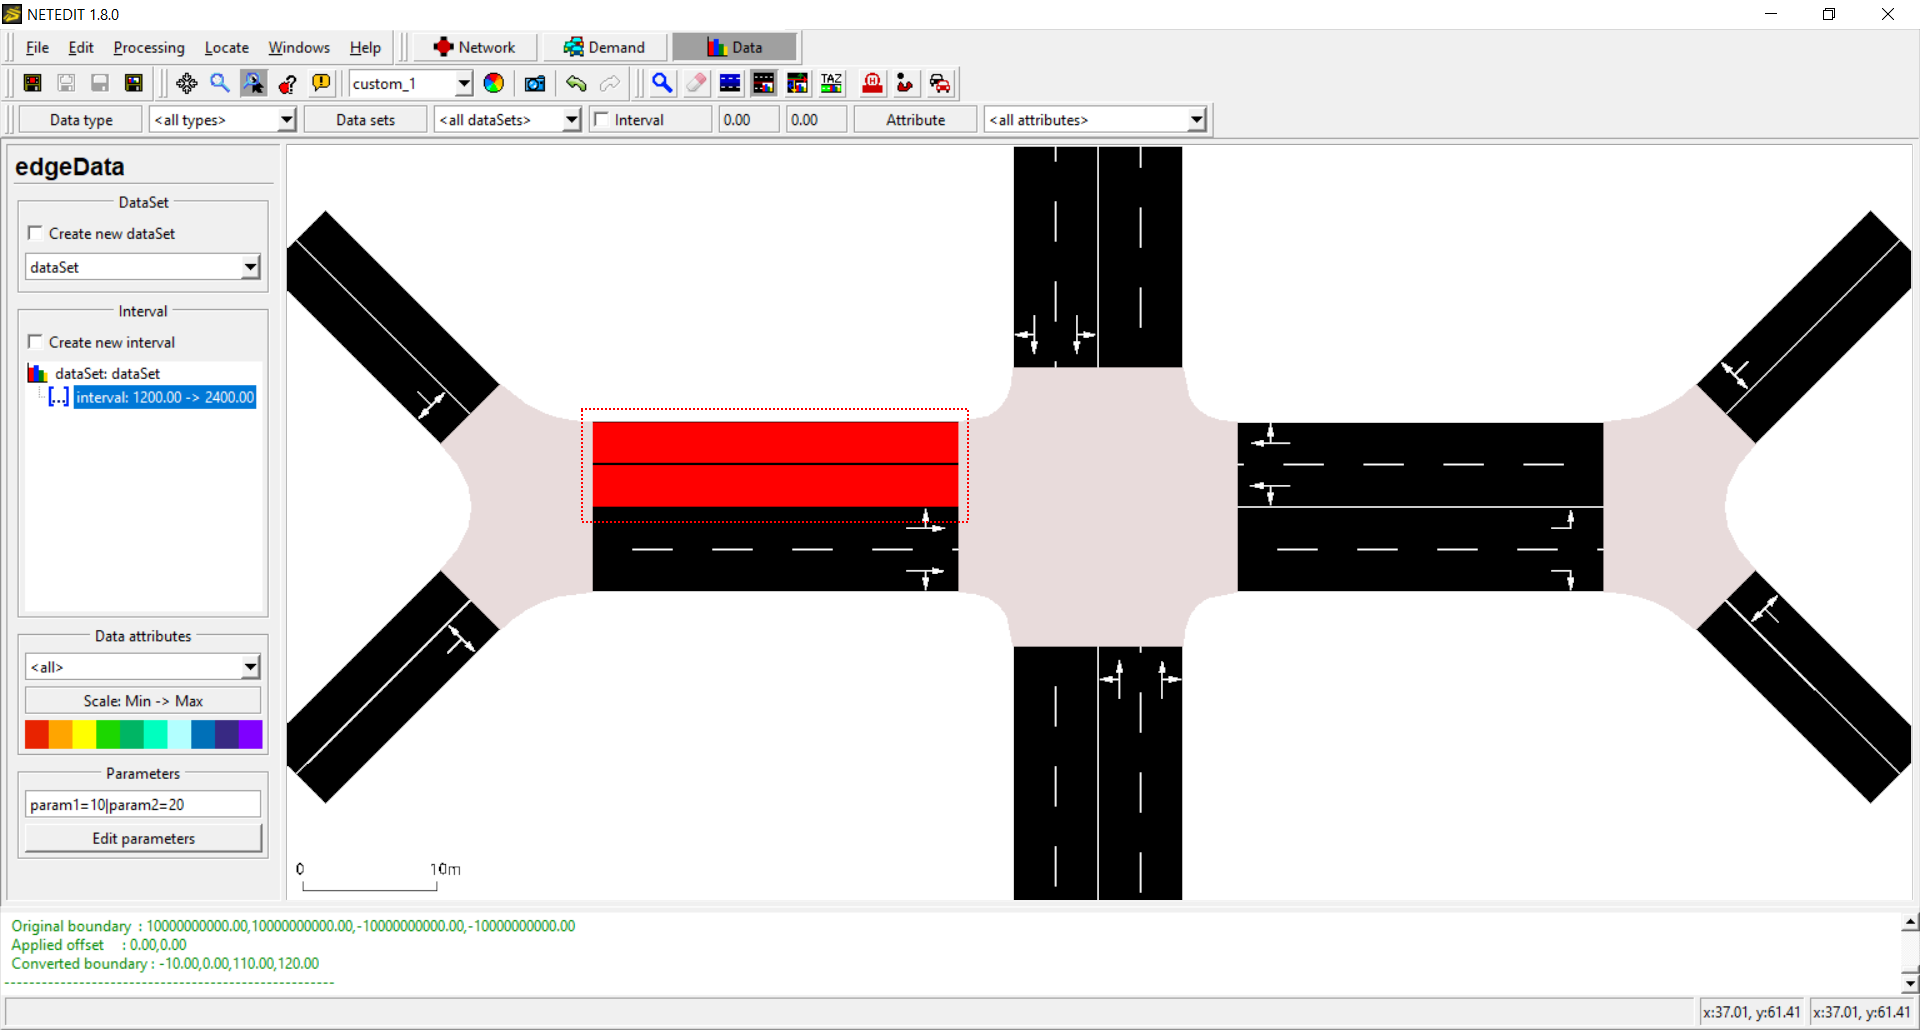 NETEDIT 1.8.0
File Edit Processing Locate Windows Help Network Demand Data
custom_1 TAZ
Data type <all types> Data sets <all dataSets> Interval 0.00 0.00 Attribute <all attributes>
edgeData
DataSet
Create new dataSet
dataSet
Interval
Create new interval
dataSet: dataSet
[...] interval: 1200.00 -> 2400.00
Data attributes
<all>
Scale: Min -> Max
Parameters
param1=10|param2=20
Edit parameters
0 10m
Original boundary : 10000000000.00,10000000000.00,-10000000000.00,-10000000000.00
Applied offset : 0.00,0.00
Converted boundary : -10.00,0.00,110.00,120.00
-----------------------------------------------------
x:37.01, y:61.41 x:37.01, y:61.41